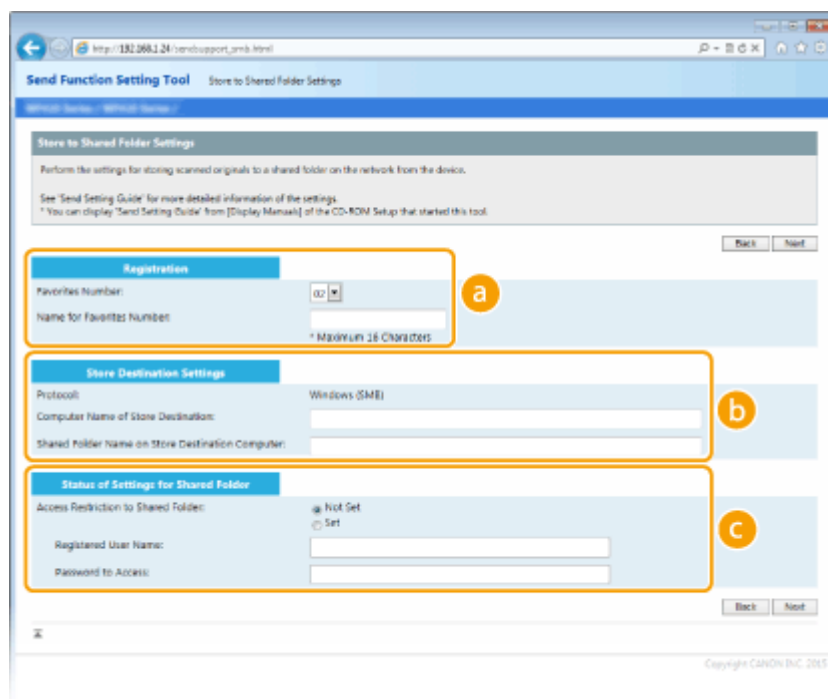 http://192.168.1.24/sendsupport_smb.html
Send Function Setting Tool Store to Shared Folder Settings
Store to Shared Folder Settings
Perform the settings for storing scanned originals to a shared folder on the network from the device.
See 'Send Setting Guide' for more detailed information of the settings.
* You can display 'Send Setting Guide' from [Display Manuals] of the CD-ROM Setup that started this tool.
Back Next
Registration
Favorites Number: 02
Name for Favorites Number:
* Maximum 16 Characters
a
Store Destination Settings
Protocol: Windows (SMB)
Computer Name of Store Destination:
Shared Folder Name on Store Destination Computer:
b
Status of Settings for Shared Folder
Access Restriction to Shared Folder: Not Set
Set
Registered User Name:
Password to Access:
c
Back Next
Copyright CANON INC. 2015